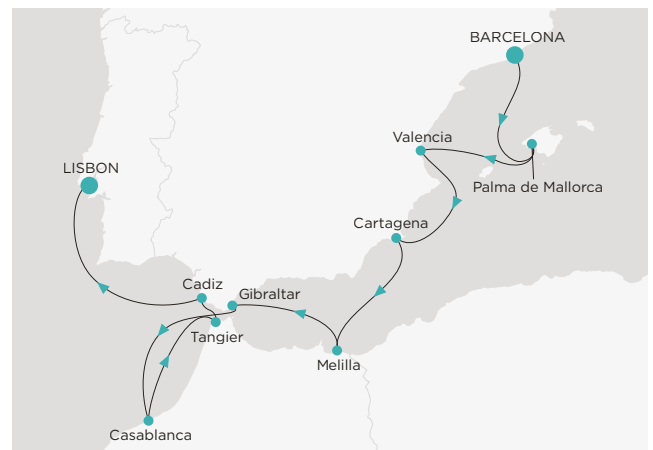 BARCELONA
Valencia
LISBON
Palma de Mallorca
Cartagena
Cadiz
Gibraltar
Tangier
Melilla
Casablanca